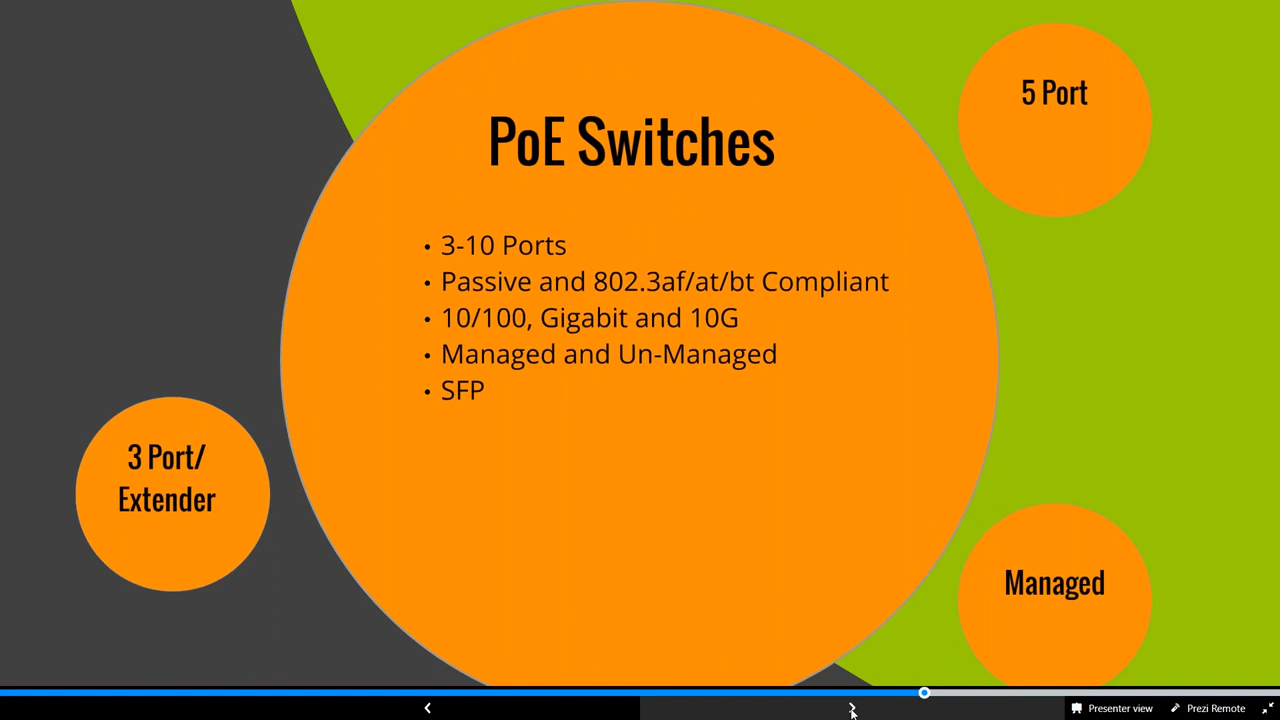 PoE Switches
• 3-10 Ports
• Passive and 802.3af/at/bt Compliant
• 10/100, Gigabit and 10G
• Managed and Un-Managed
• SFP
5 Port
3 Port/
Extender
Managed
Presenter view
Prezi Remote